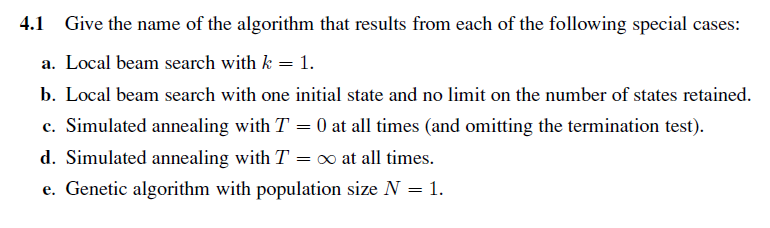 4.1 Give the name of the algorithm that results from each of the following special cases:
a. Local beam search with k = 1.
b. Local beam search with one initial state and no limit on the number of states retained.
c. Simulated annealing with T = 0 at all times (and omitting the termination test).
d. Simulated annealing with T = ∞ at all times.
e. Genetic algorithm with population size N = 1.